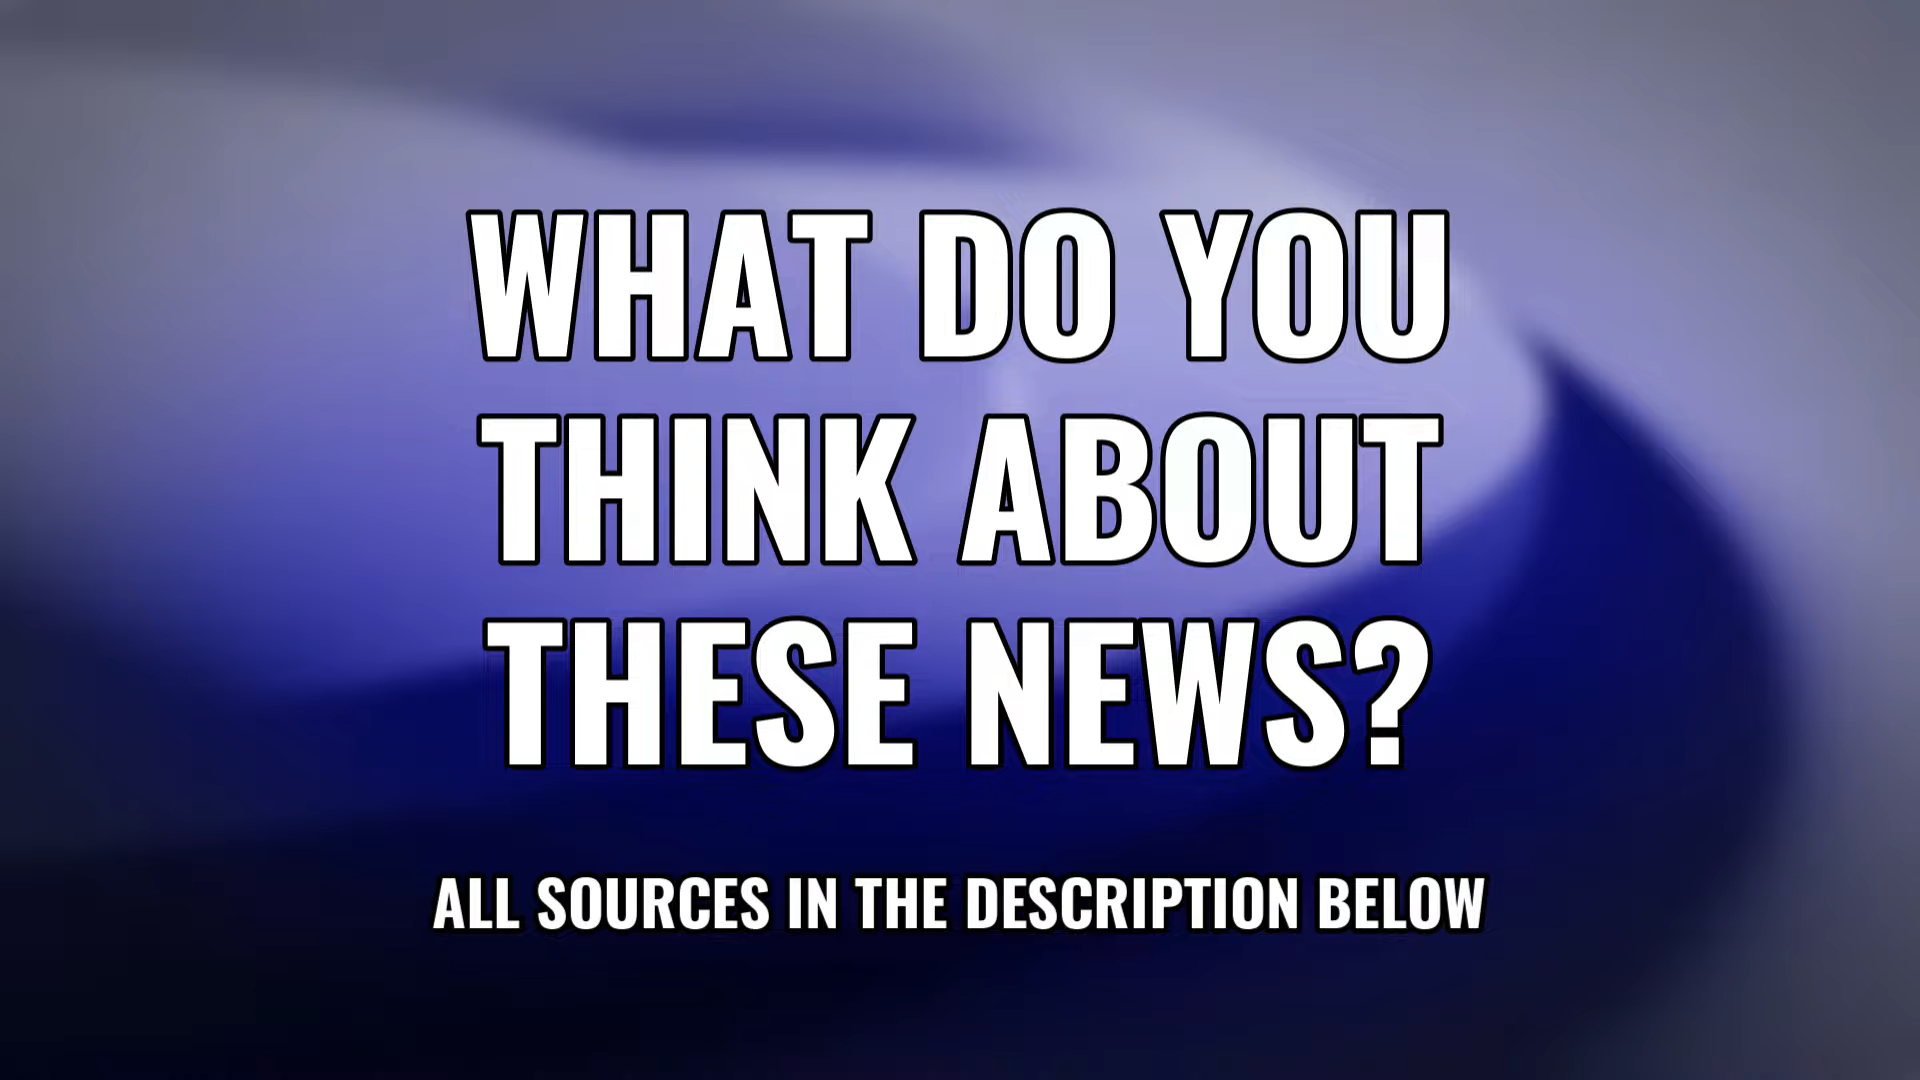 WHAT DO YOU
THINK ABOUT
THESE NEWS?
ALL SOURCES IN THE DESCRIPTION BELOW